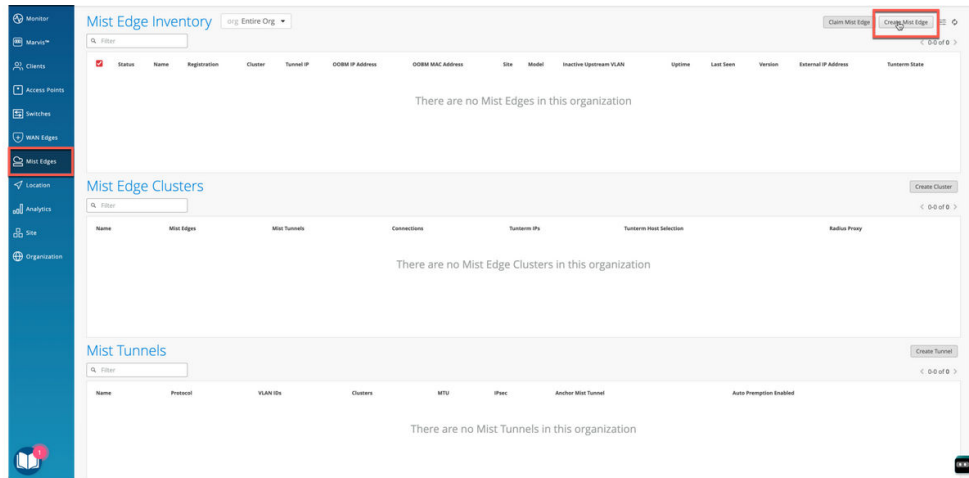 Monitor
Marvis™
Clients
Access Points
Switches
WAN Edges
Mist Edges
Location
Analytics
Site
Organization
1
Mist Edge Inventory org Entire Org
Claim Mist Edge Create Mist Edge
Filter
< 0-0 of 0 >
Status Name Registration Cluster Tunnel IP OOBM IP Address OOBM MAC Address Site Model Inactive Upstream VLAN Uptime Last Seen Version External IP Address Tunterm State
There are no Mist Edges in this organization
Mist Edge Clusters
Create Cluster
Filter
< 0-0 of 0 >
Name Mist Edges Mist Tunnels Connections Tunterm IPs Tunterm Host Selection Radius Proxy
There are no Mist Edge Clusters in this organization
Mist Tunnels
Create Tunnel
Filter
< 0-0 of 0 >
Name Protocol VLAN IDs Clusters MTU IPsec Anchor Mist Tunnel Auto Premption Enabled
There are no Mist Tunnels in this organization